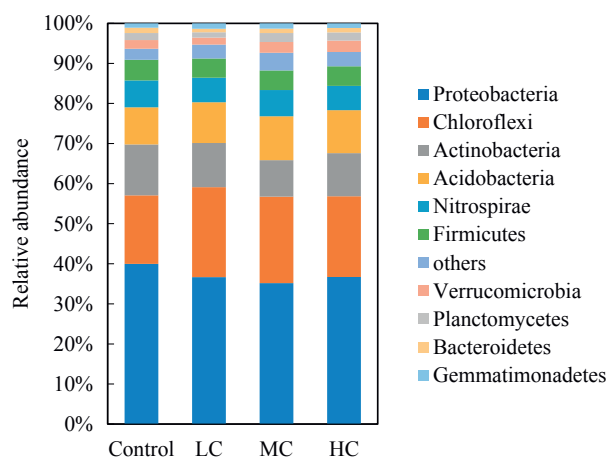 100%
90%
80%
70%
60%
50%
40%
30%
20%
10%
0%
Relative abundance
Control LC MC HC
Proteobacteria
Chloroflexi
Actinobacteria
Acidobacteria
Nitrospirae
Firmicutes
others
Verrucomicrobia
Planctomycetes
Bacteroidetes
Gemmatimonadetes